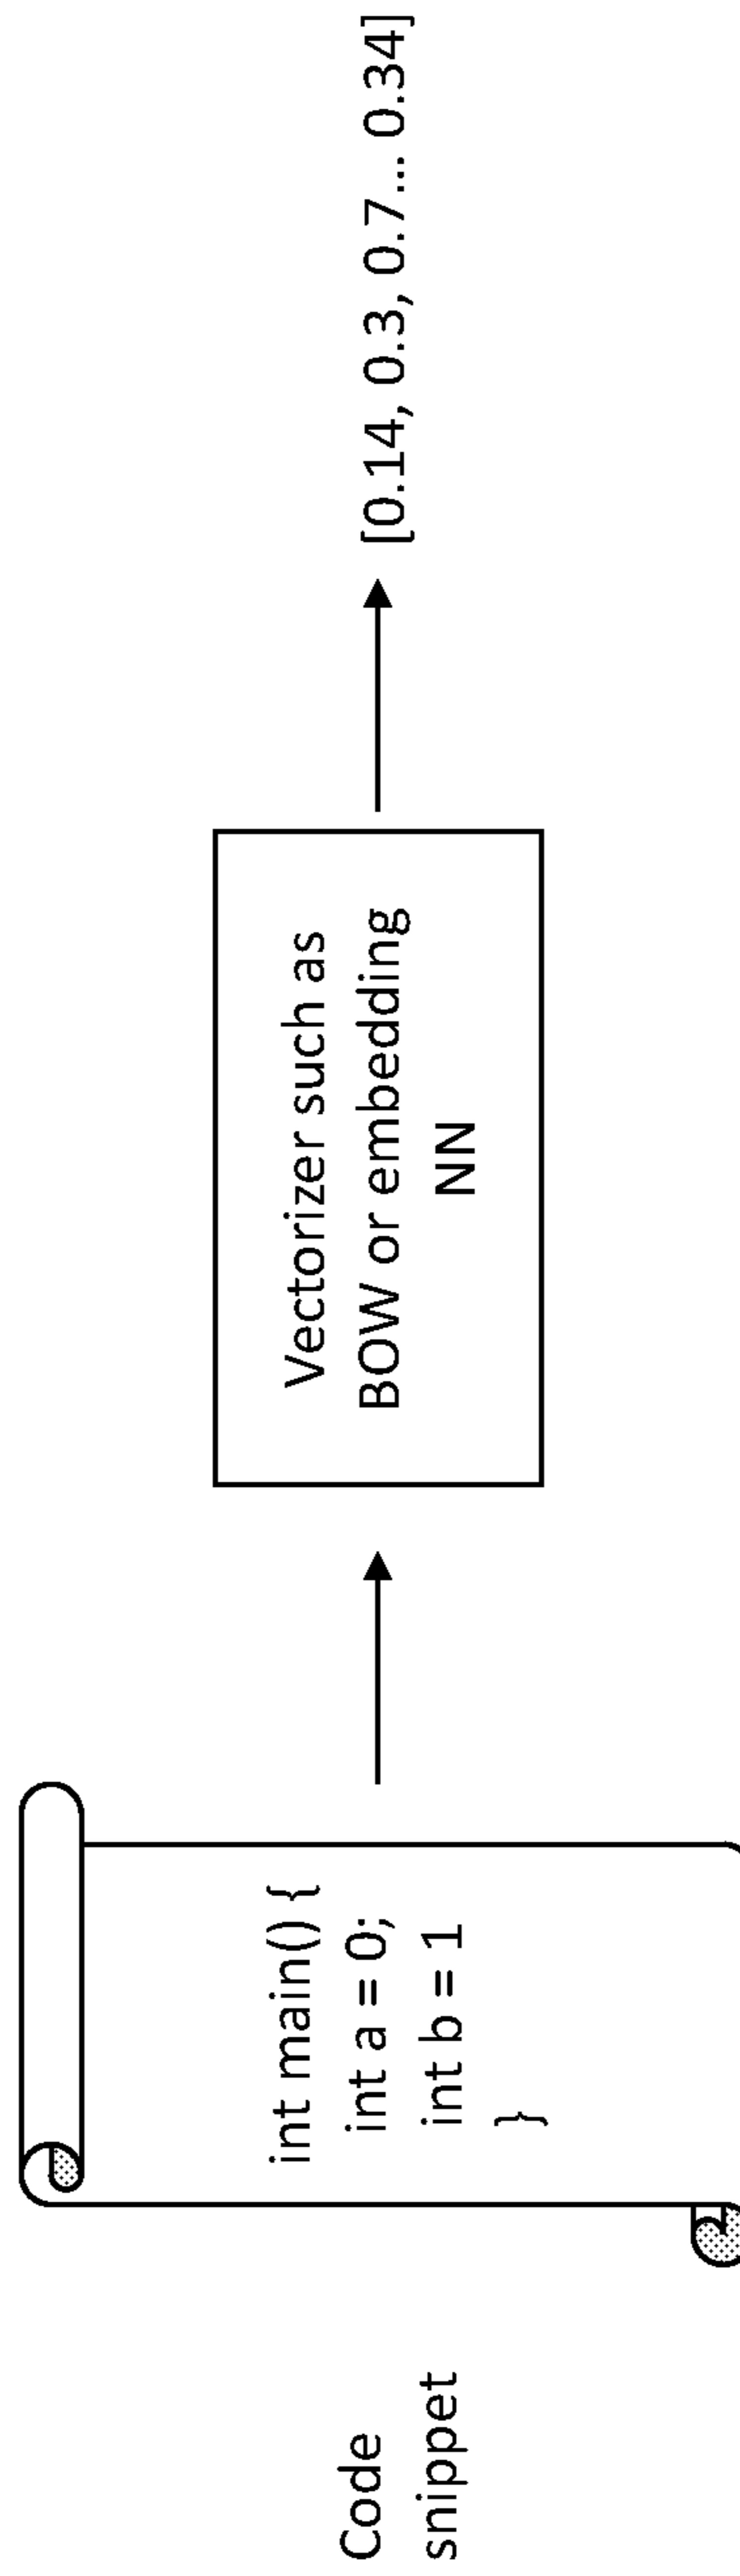 Code
snippet
int main() {
int a = 0;
int b = 1
}
Vectorizer such as
BOW or embedding
NN
[0.14, 0.3, 0.7... 0.34]